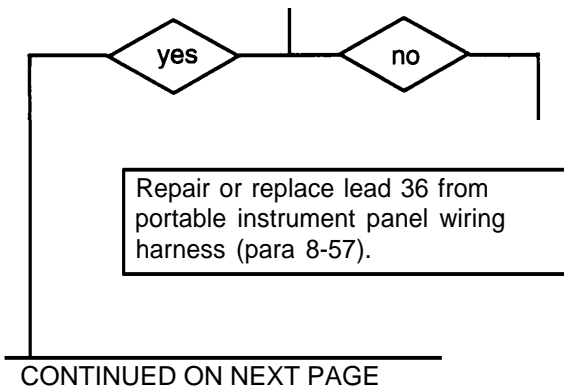 yes
no
Repair or replace lead 36 from
portable instrument panel wiring
harness (para 8-57).
CONTINUED ON NEXT PAGE